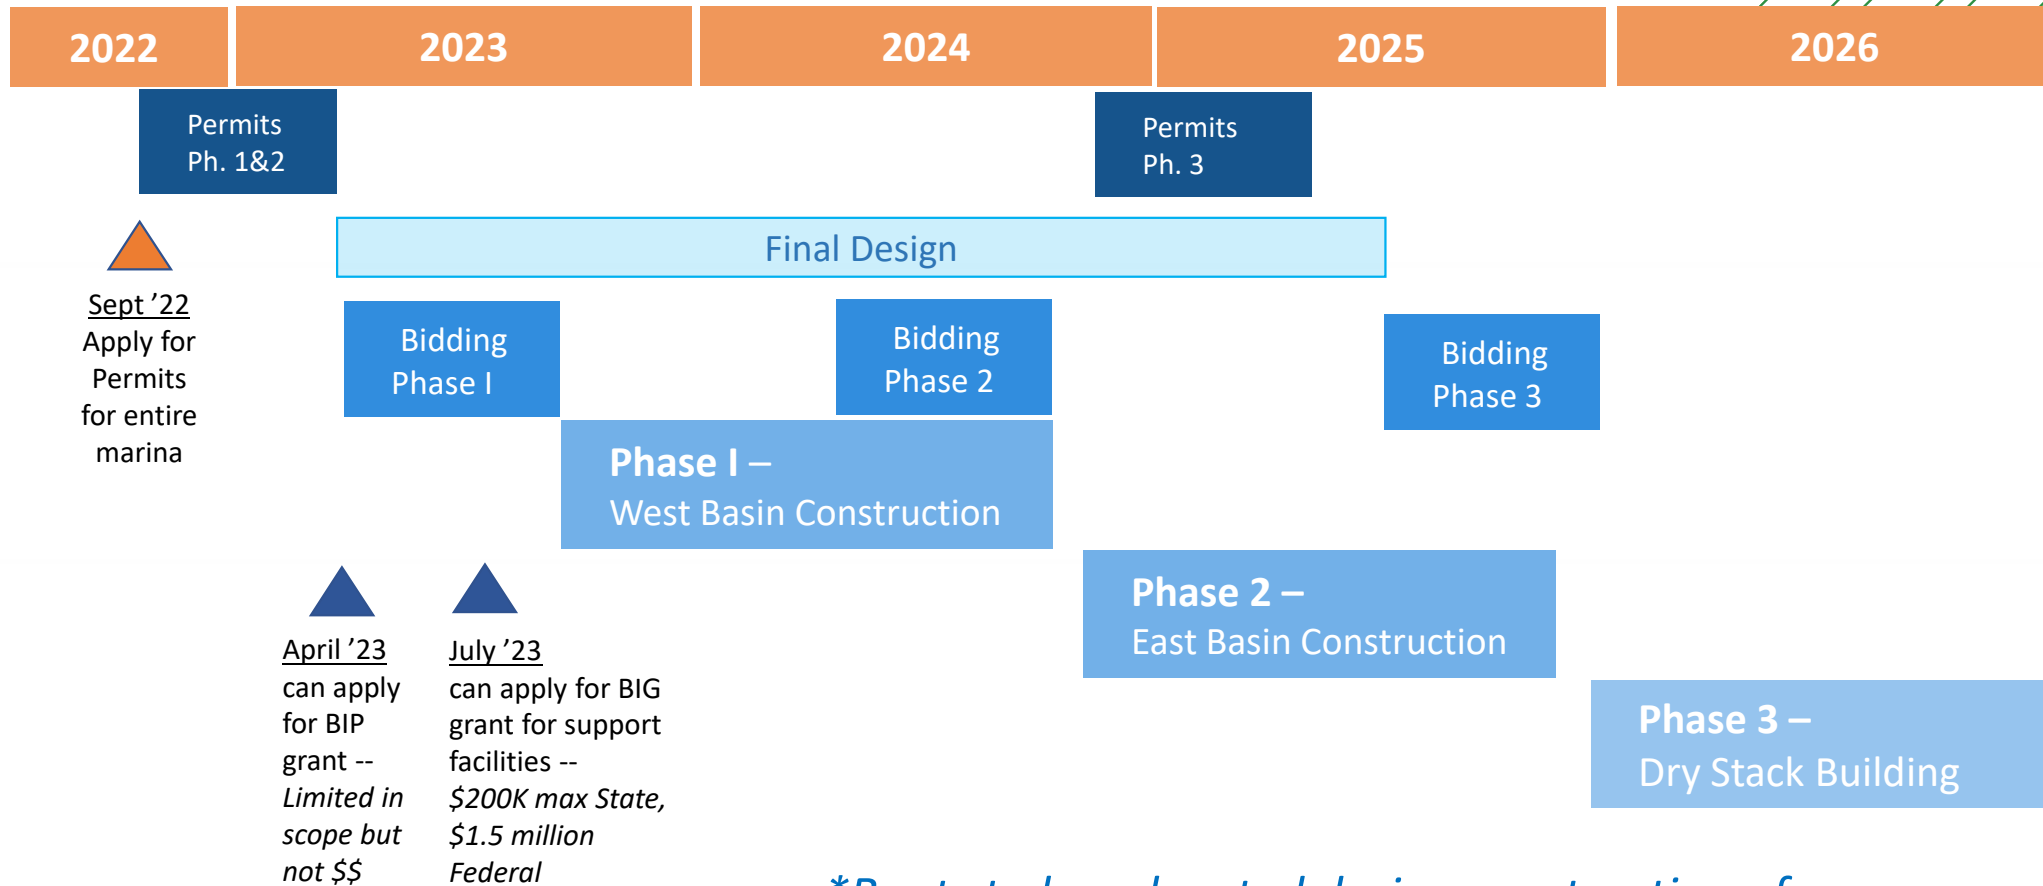 2022
2023
2024
2025
2026
Permits
Ph. 1&2
Permits
Ph. 3
Final Design
Sept ’22
Apply for
Permits
for entire
marina
Bidding
Phase I
Bidding
Phase 2
Bidding
Phase 3
Phase I –
West Basin Construction
Phase 2 –
East Basin Construction
Phase 3 –
Dry Stack Building
April ’23
can apply
for BIP
grant --
Limited in
scope but
not $$
July ’23
can apply for BIG
grant for support
facilities --
$200K max State,
$1.5 million
Federal